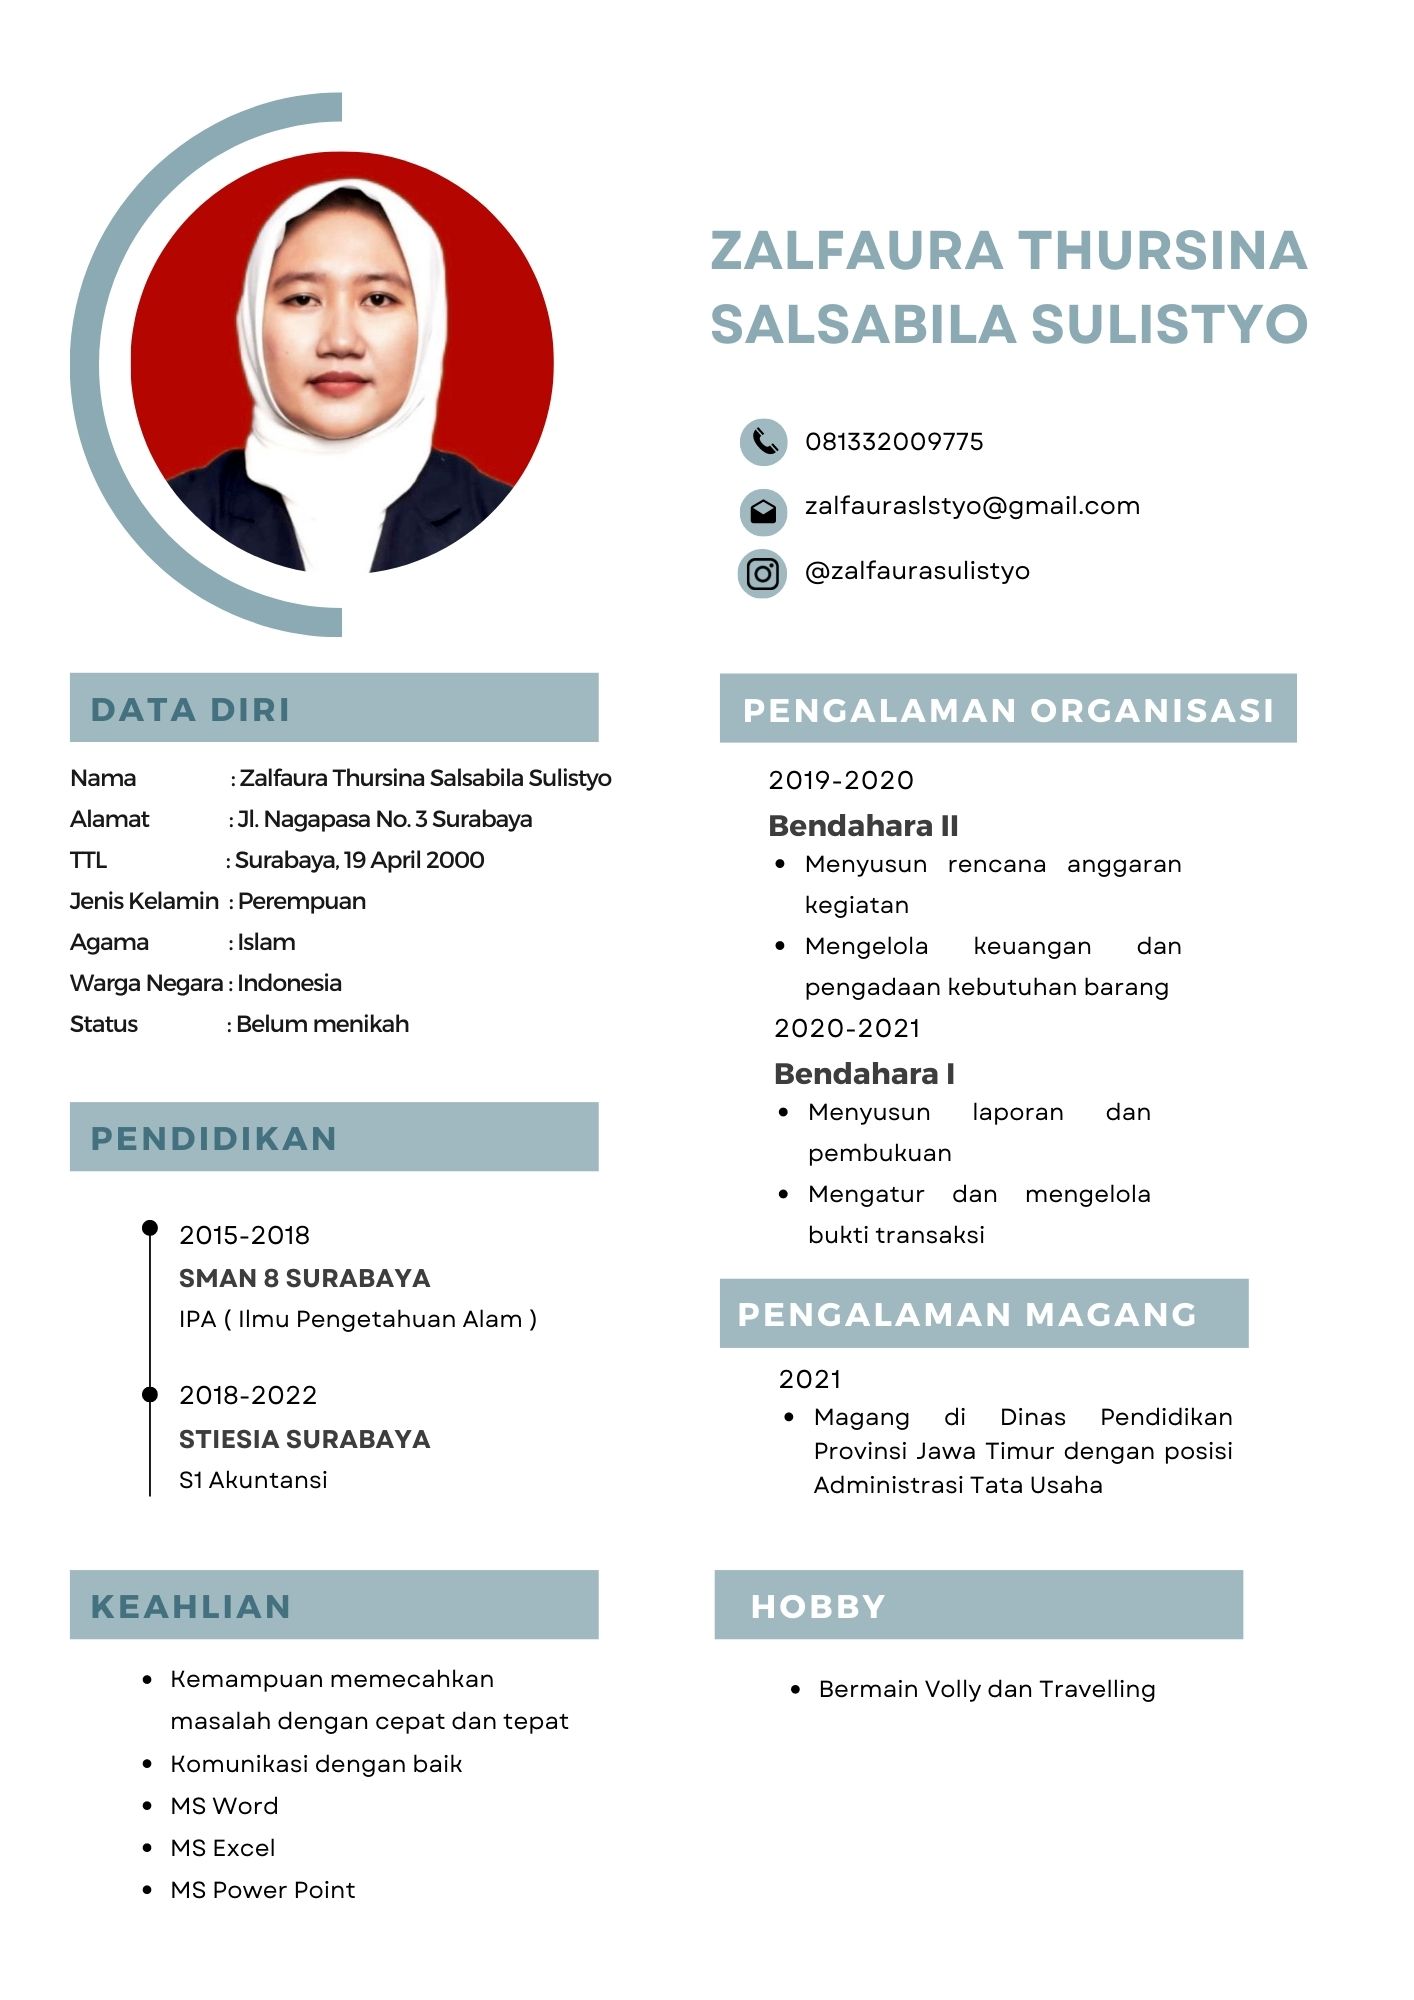 ZALFAURA THURSINA
SALSABILA SULISTYO
081332009775
zalfauraslstyo@gmail.com
@zalfaurasulistyo
DATA DIRI
Nama : Zalfaura Thursina Salsabila Sulistyo
Alamat : Jl. Nagapasa No. 3 Surabaya
TTL : Surabaya, 19 April 2000
Jenis Kelamin : Perempuan
Agama : Islam
Warga Negara : Indonesia
Status : Belum menikah
PENDIDIKAN
2015-2018
SMAN 8 SURABAYA
IPA ( Ilmu Pengetahuan Alam )
2018-2022
STIESIA SURABAYA
S1 Akuntansi
KEAHLIAN
• Kemampuan memecahkan
masalah dengan cepat dan tepat
• Komunikasi dengan baik
• MS Word
• MS Excel
• MS Power Point
PENGALAMAN ORGANISASI
2019-2020
Bendahara II
• Menyusun rencana anggaran
kegiatan
• Mengelola keuangan dan
pengadaan kebutuhan barang
2020-2021
Bendahara I
• Menyusun laporan dan
pembukuan
• Mengatur dan mengelola
bukti transaksi
PENGALAMAN MAGANG
2021
• Magang di Dinas Pendidikan
Provinsi Jawa Timur dengan posisi
Administrasi Tata Usaha
HOBBY
• Bermain Volly dan Travelling